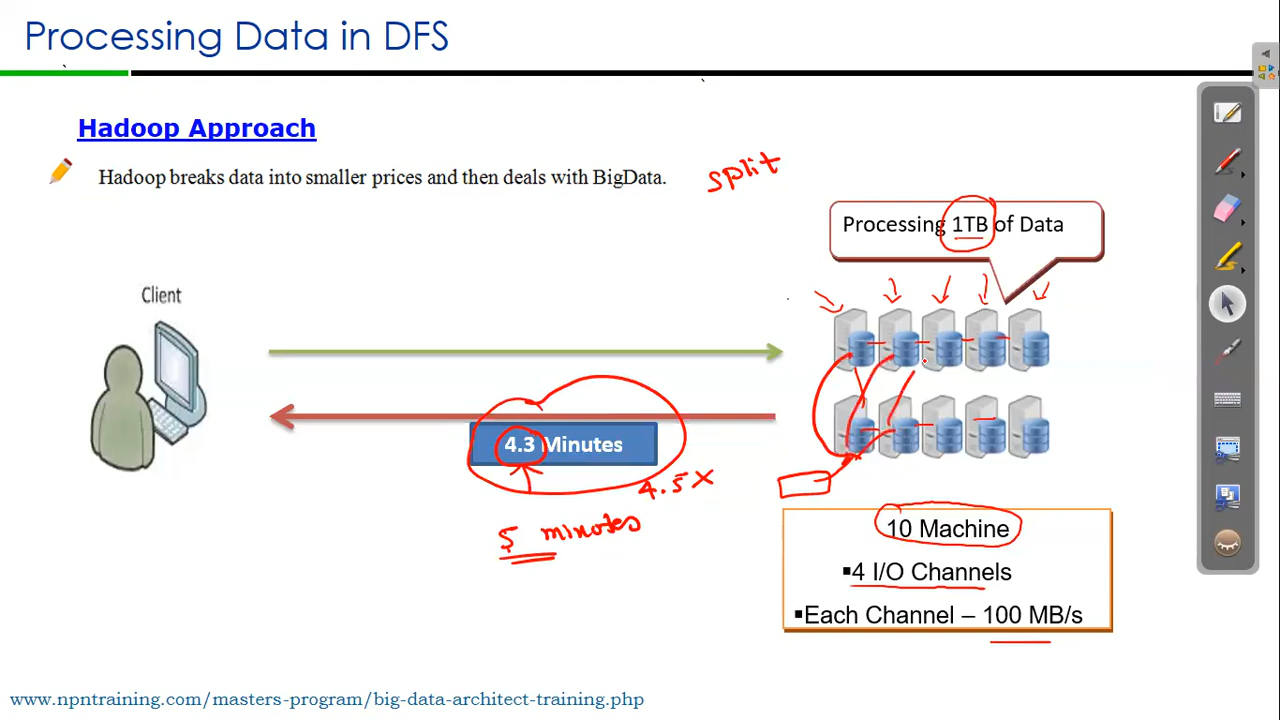 Processing Data in DFS
Hadoop Approach
Hadoop breaks data into smaller prices and then deals with BigData.
split
Processing 1TB of Data
Client
4.3 Minutes
4.5X
5 minutes
10 Machine
▪4 I/O Channels
▪Each Channel – 100 MB/s
www.npntraining.com/masters-program/big-data-architect-training.php